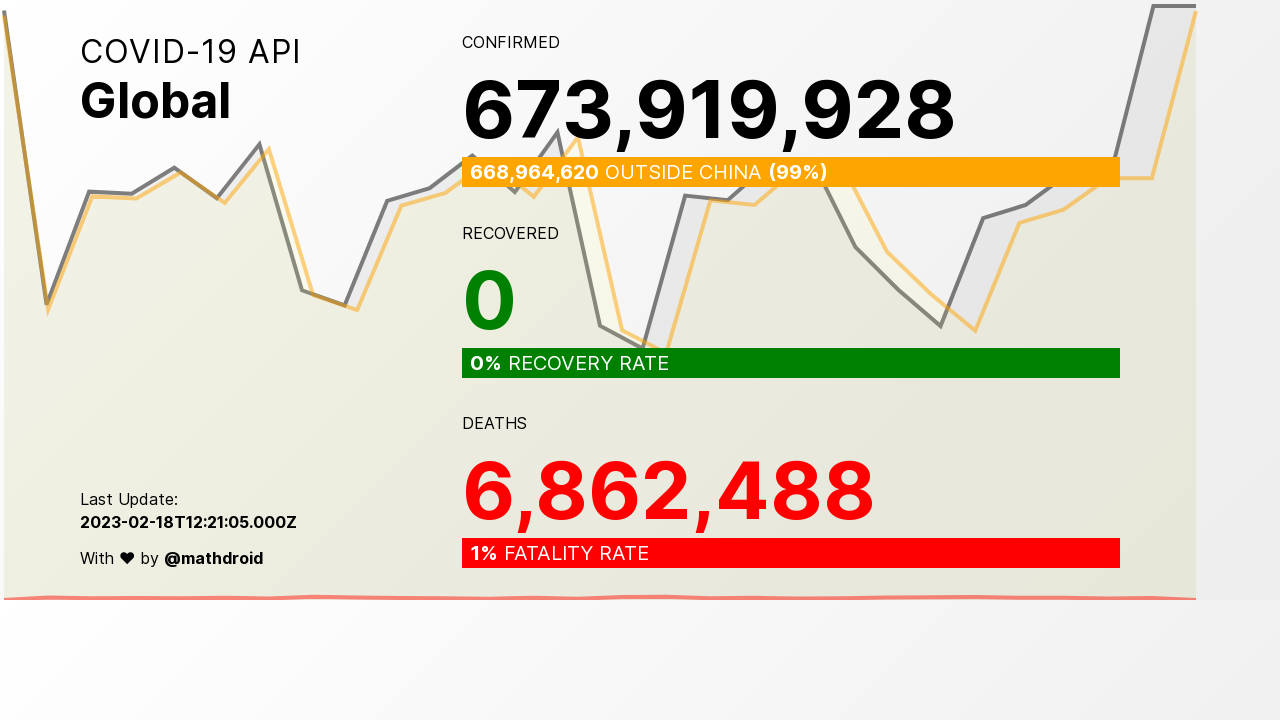 COVID-19 API
Global
CONFIRMED
673,919,928
668,964,620 OUTSIDE CHINA (99%)
RECOVERED
0
0% RECOVERY RATE
DEATHS
6,862,488
1% FATALITY RATE
Last Update:
2023-02-18T12:21:05.000Z
With ♥ by @mathdroid